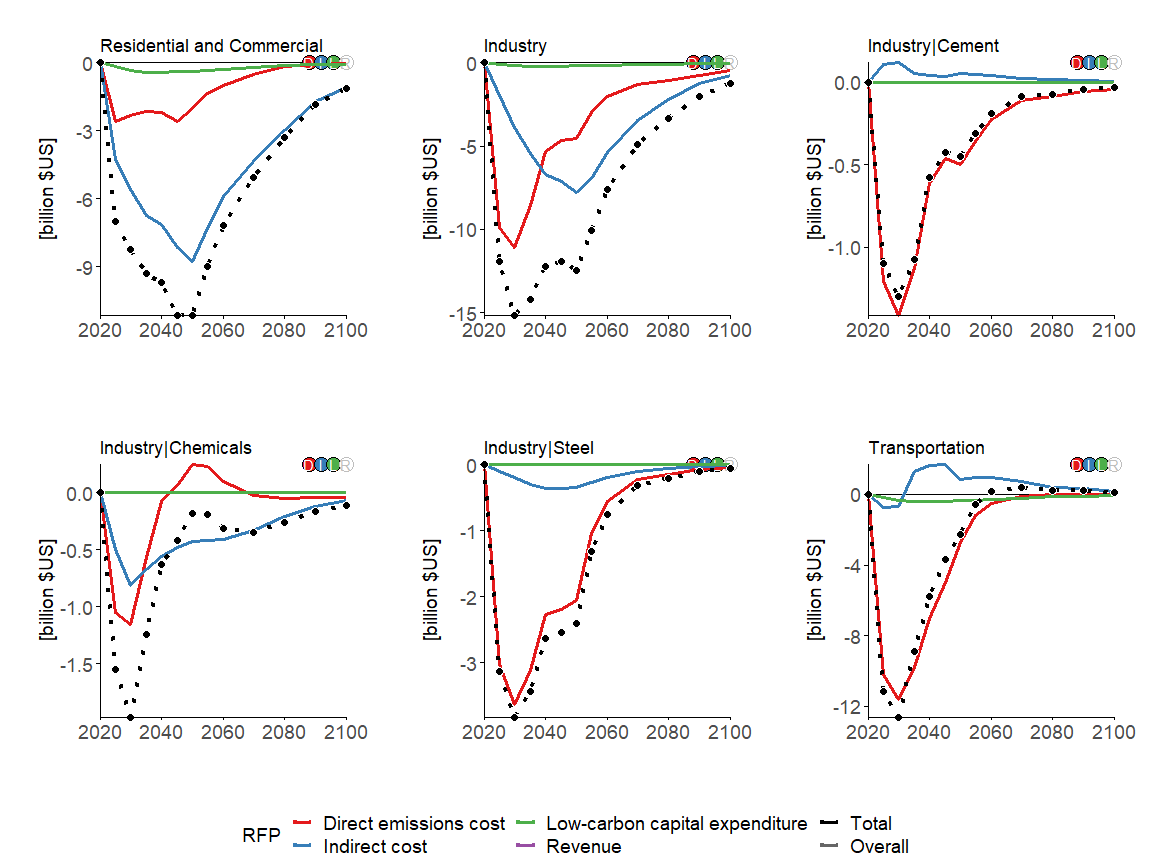 Residential and Commercial
D I L R
0
-3
-6
-9
[billion $US]
2020 2040 2060 2080 2100
Industry
D I L R
0
-5
-10
-15
[billion $US]
2020 2040 2060 2080 2100
Industry|Cement
D I L R
0.0
-0.5
-1.0
[billion $US]
2020 2040 2060 2080 2100
Industry|Chemicals
D I L R
0.0
-0.5
-1.0
-1.5
[billion $US]
2020 2040 2060 2080 2100
Industry|Steel
D I L R
0
-1
-2
-3
[billion $US]
2020 2040 2060 2080 2100
Transportation
D I L R
0
-4
-8
-12
[billion $US]
2020 2040 2060 2080 2100
RFP
Direct emissions cost
Indirect cost
Low-carbon capital expenditure
Revenue
Total
Overall